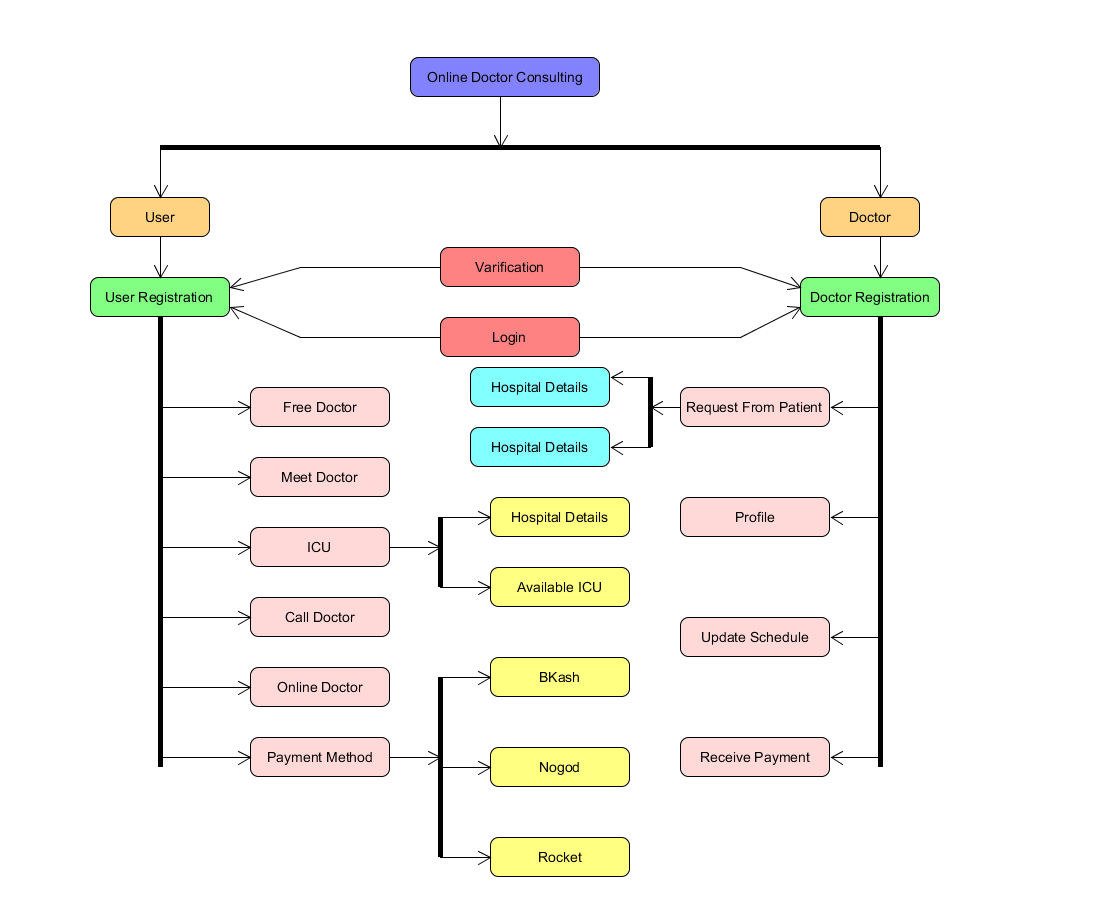 Online Doctor Consulting
User
Doctor
Varification
User Registration
Doctor Registration
Login
Hospital Details
Free Doctor
Request From Patient
Hospital Details
Meet Doctor
Hospital Details
Profile
ICU
Available ICU
Call Doctor
Update Schedule
Online Doctor
BKash
Payment Method
Nogod
Receive Payment
Rocket